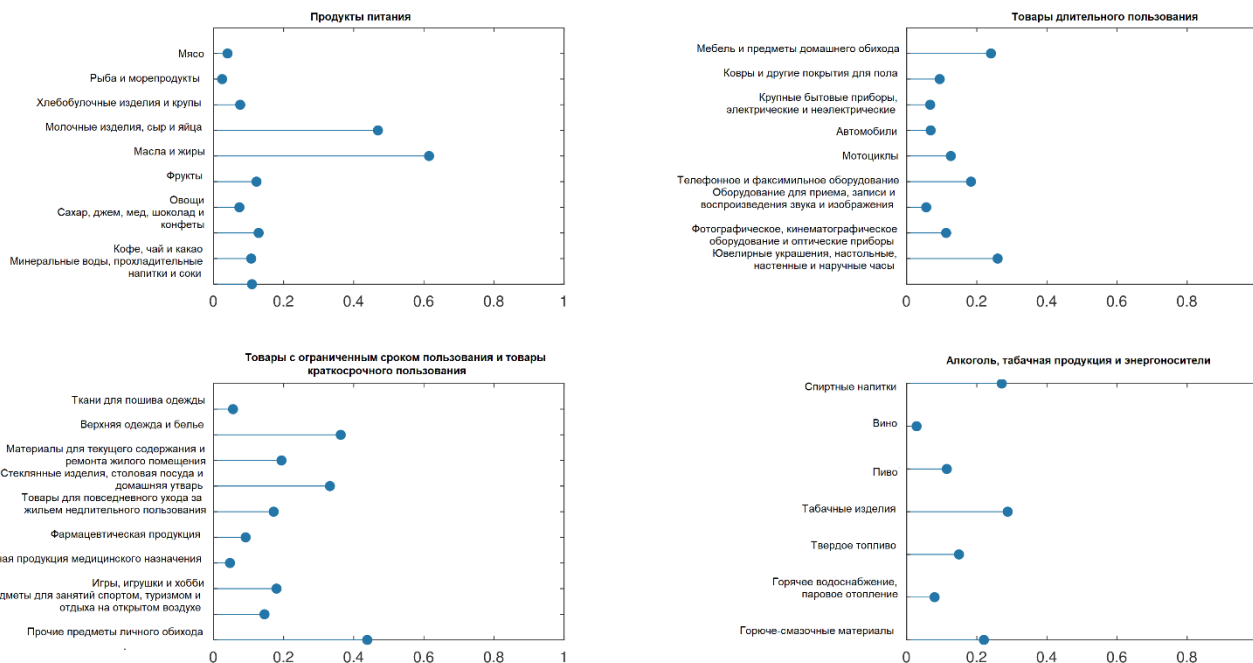 Продукты питания
Мясо
Рыба и морепродукты
Хлебобулочные изделия и крупы
Молочные изделия, сыр и яйца
Масла и жиры
Фрукты
Овощи
Сахар, джем, мед, шоколад и
конфеты
Кофе, чай и какао
Минеральные воды, прохладительные
напитки и соки
0 0.2 0.4 0.6 0.8 1
Товары длительного пользования
Мебель и предметы домашнего обихода
Ковры и другие покрытия для пола
Крупные бытовые приборы,
электрические и неэлектрические
Автомобили
Мотоциклы
Телефонное и факсимильное оборудование
Оборудование для приема, записи и
воспроизведения звука и изображения
Фотографическое, кинематографическое
оборудование и оптические приборы
Ювелирные украшения, настольные,
настенные и наручные часы
0 0.2 0.4 0.6 0.8
Товары с ограниченным сроком пользования и товары
краткосрочного пользования
Ткани для пошива одежды
Верхняя одежда и белье
Материалы для текущего содержания и
ремонта жилого помещения
Стеклянные изделия, столовая посуда и
домашняя утварь
Товары для повседневного ухода за
жильем недлительного пользования
Фармацевтическая продукция
продукция медицинского назначения
Игры, игрушки и хобби
для занятий спортом, туризмом и
отдыха на открытом воздухе
Прочие предметы личного обихода
0 0.2 0.4 0.6 0.8 1
Алкоголь, табачная продукция и энергоносители
Спиртные напитки
Вино
Пиво
Табачные изделия
Твердое топливо
Горячее водоснабжение,
паровое отопление
Горюче-смазочные материалы
0 0.2 0.4 0.6 0.8